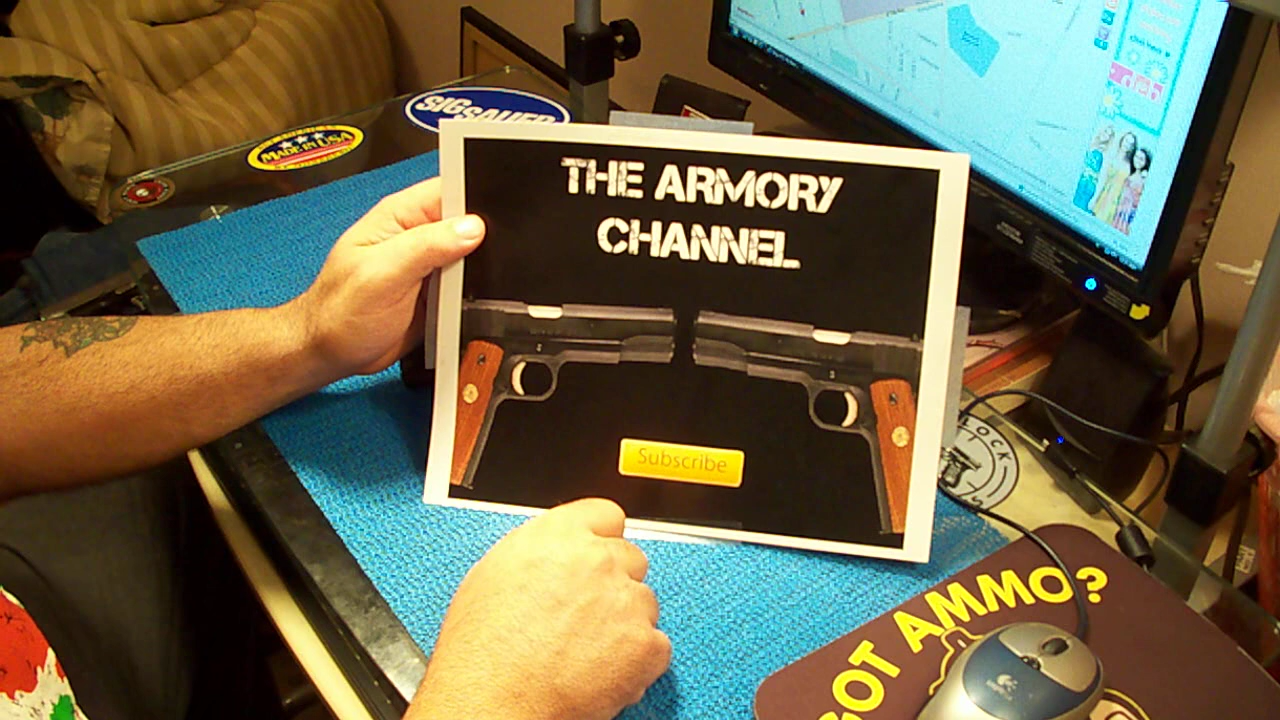 SIG SAUER
MADE IN USA
THE ARMORY
CHANNEL
Subscribe
GOT AMMO?